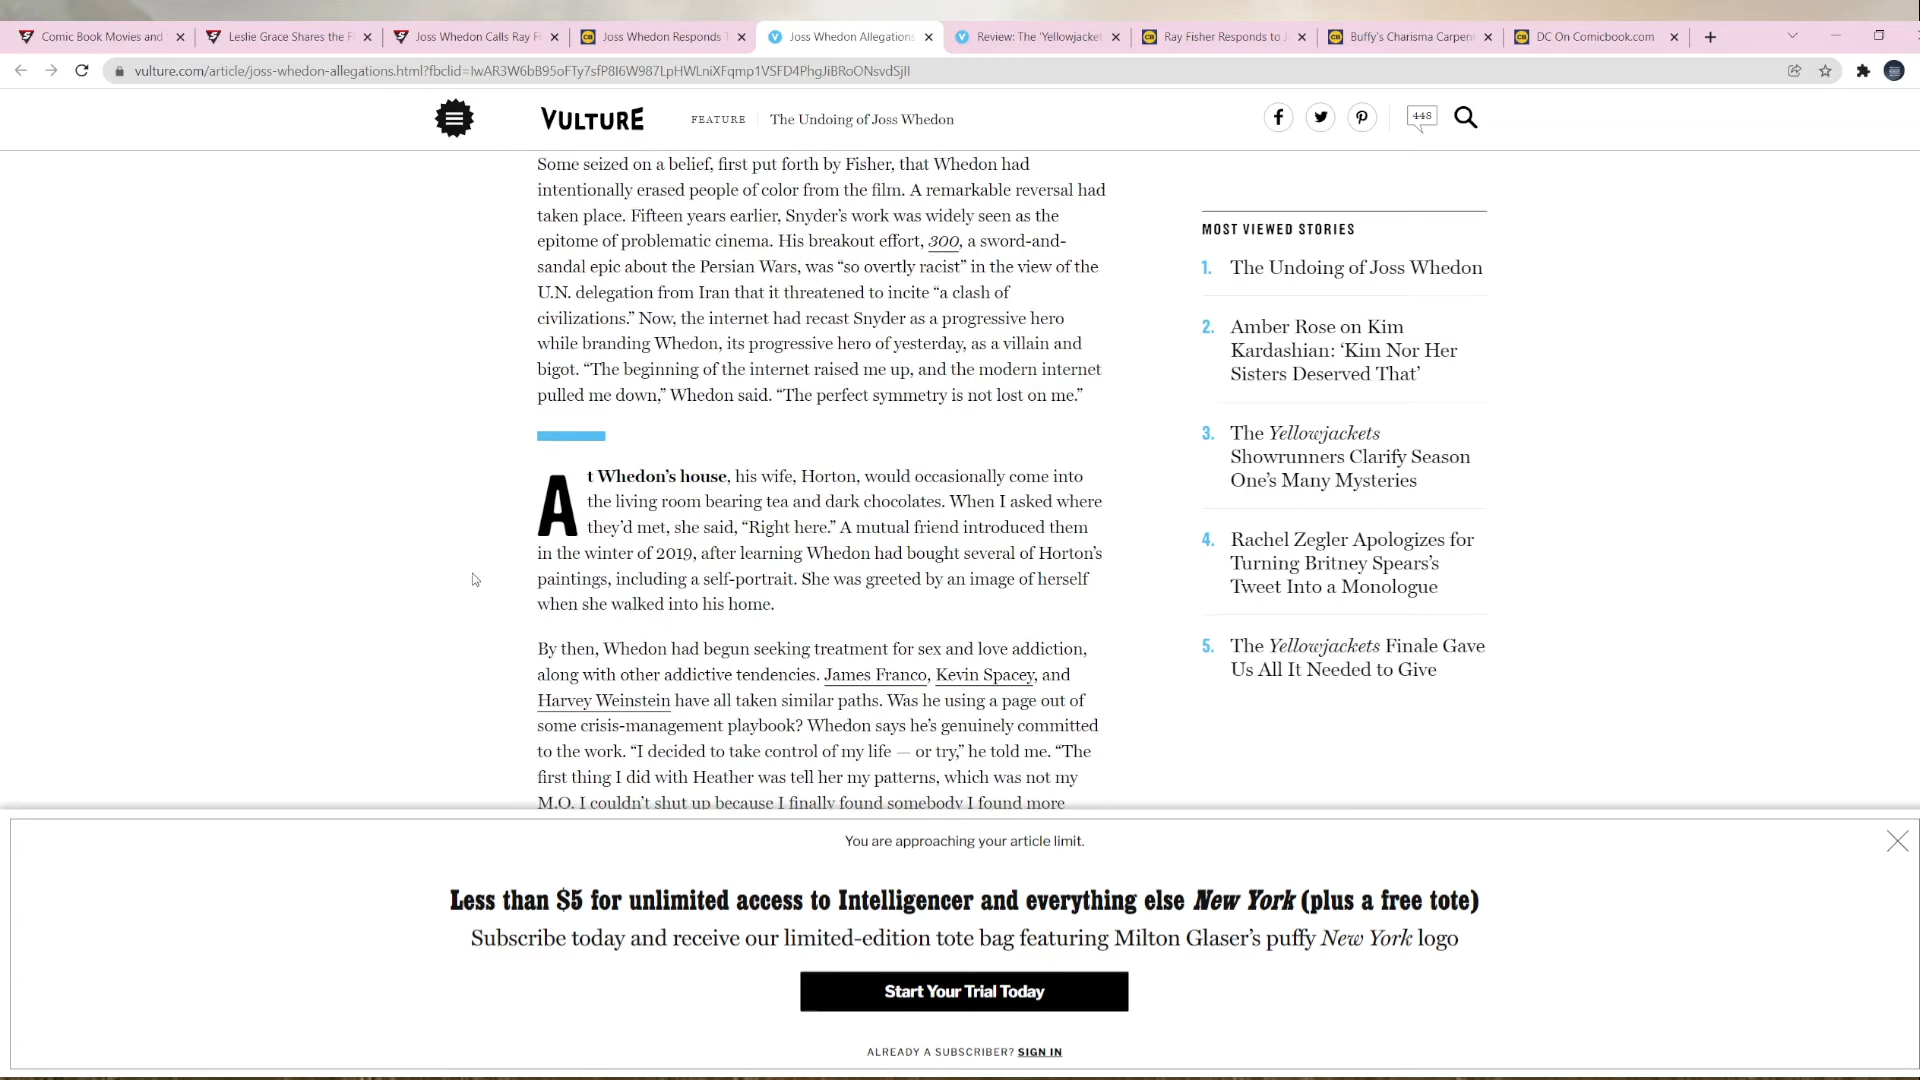 Comic Book Movies and
Leslie Grace Shares the F
Joss Whedon Calls Ray Fi
Joss Whedon Responds T
Joss Whedon Allegations
Review: The 'Yellowjacket
Ray Fisher Responds to J
Buffy's Charisma Carpen
DC On Comicbook.com
vulture.com/article/joss-whedon-allegations.html?fbclid=IwAR3W6bB95oFTy7sfP8I6W987LpHWLniXFqmp1VSFD4PhgJiBRoONsvdSjII
VULTURE
FEATURE
The Undoing of Joss Whedon
448
Some seized on a belief, first put forth by Fisher, that Whedon had
intentionally erased people of color from the film. A remarkable reversal had
taken place. Fifteen years earlier, Snyder's work was widely seen as the
epitome of problematic cinema. His breakout effort, 300, a sword-and-
sandal epic about the Persian Wars, was “so overtly racist” in the view of the
U.N. delegation from Iran that it threatened to incite “a clash of
civilizations.” Now, the internet had recast Snyder as a progressive hero
while branding Whedon, its progressive hero of yesterday, as a villain and
bigot. “The beginning of the internet raised me up, and the modern internet
pulled me down,” Whedon said. “The perfect symmetry is not lost on me.”
At Whedon's house, his wife, Horton, would occasionally come into
the living room bearing tea and dark chocolates. When I asked where
they'd met, she said, “Right here.” A mutual friend introduced them
in the winter of 2019, after learning Whedon had bought several of Horton's
paintings, including a self-portrait. She was greeted by an image of herself
when she walked into his home.
By then, Whedon had begun seeking treatment for sex and love addiction,
along with other addictive tendencies. James Franco, Kevin Spacey, and
Harvey Weinstein have all taken similar paths. Was he using a page out of
some crisis-management playbook? Whedon says he's genuinely committed
to the work. “I decided to take control of my life — or try,” he told me. “The
first thing I did with Heather was tell her my patterns, which was not my
M.O. I couldn't shut up because I finally found somebody I found more
MOST VIEWED STORIES
1. The Undoing of Joss Whedon
2. Amber Rose on Kim
Kardashian: ‘Kim Nor Her
Sisters Deserved That’
3. The Yellowjackets
Showrunners Clarify Season
One's Many Mysteries
4. Rachel Zegler Apologizes for
Turning Britney Spears's
Tweet Into a Monologue
5. The Yellowjackets Finale Gave
Us All It Needed to Give
You are approaching your article limit.
Less than $5 for unlimited access to Intelligencer and everything else New York (plus a free tote)
Subscribe today and receive our limited-edition tote bag featuring Milton Glaser's puffy New York logo
Start Your Trial Today
ALREADY A SUBSCRIBER? SIGN IN